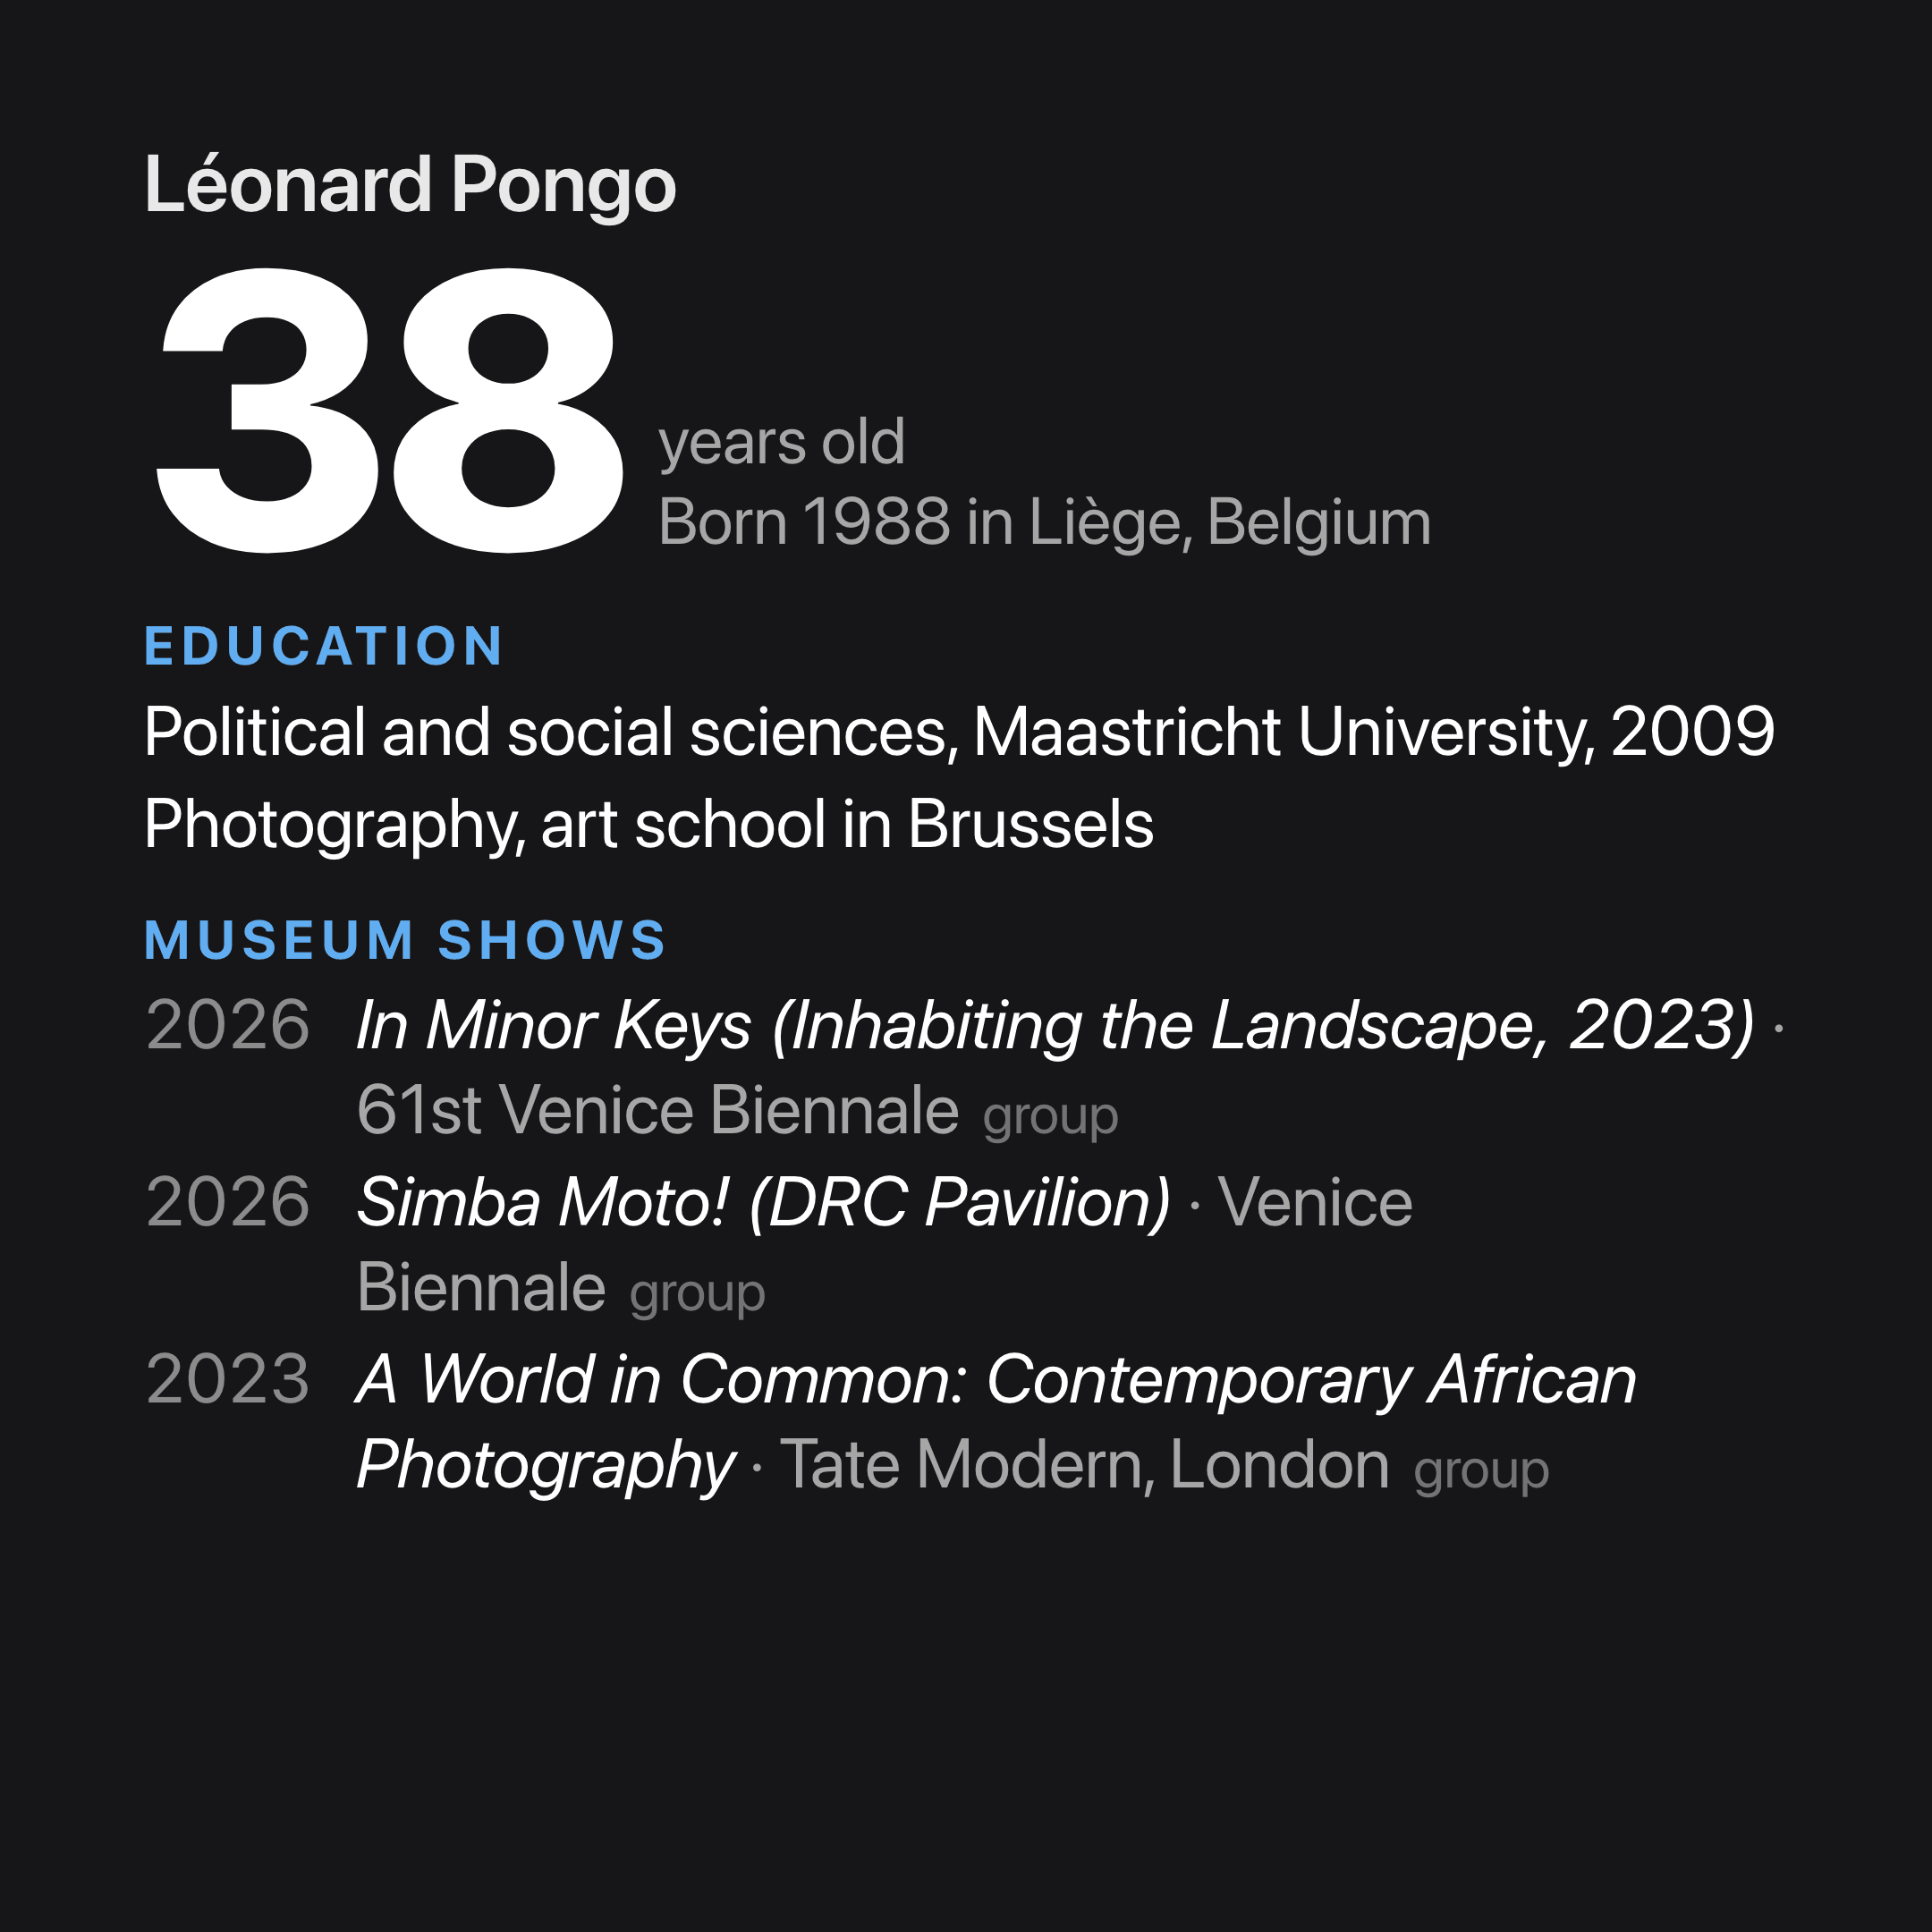 Léonard Pongo
38 years old
Born 1988 in Liège, Belgium
EDUCATION
Political and social sciences, Maastricht University, 2009
Photography, art school in Brussels
MUSEUM SHOWS
2026 In Minor Keys (Inhabiting the Landscape, 2023) ·
61st Venice Biennale group
2026 Simba Moto! (DRC Pavilion) · Venice
Biennale group
2023 A World in Common: Contemporary African
Photography · Tate Modern, London group